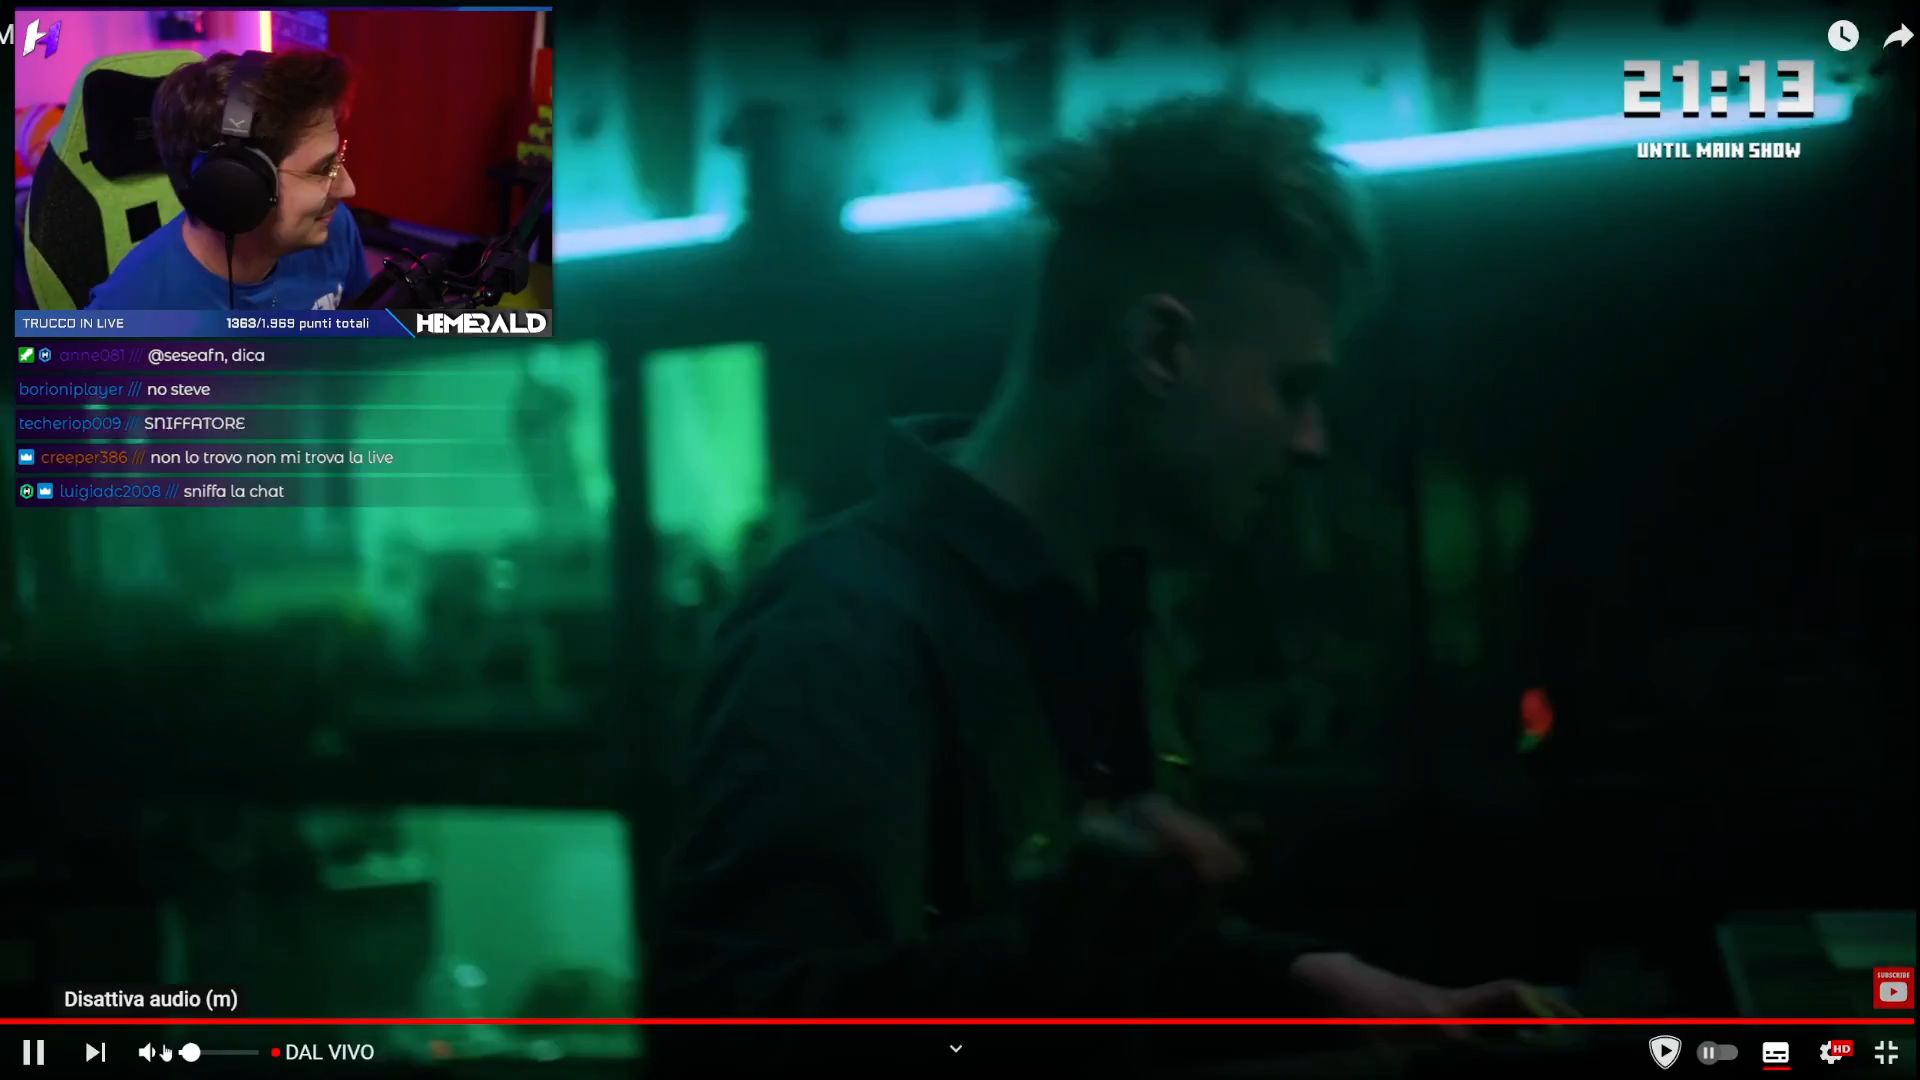 M
21:13
UNTIL MAIN SHOW
TRUCCO IN LIVE
1363/1.969 punti totali
HEMERALD
anne081 /// @seseafn, dica
borioniplayer /// no steve
techeriop009 /// SNIFFATORE
creeper386 /// non lo trovo non mi trova la live
luigiadc2008 /// sniffa la chat
SUBSCRIBE
Disattiva audio (m)
DAL VIVO
HD